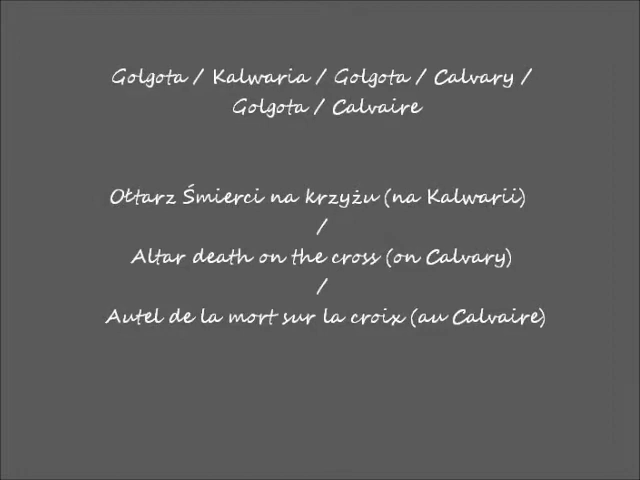 Golgota / Kalwaria / Golgota / Calvary /
Golgota / Calvaire
Ołtarz Śmierci na krzyżu (na Kalwarii)
/
Altar death on the cross (on Calvary)
/
Autel de la mort sur la croix (au Calvaire)